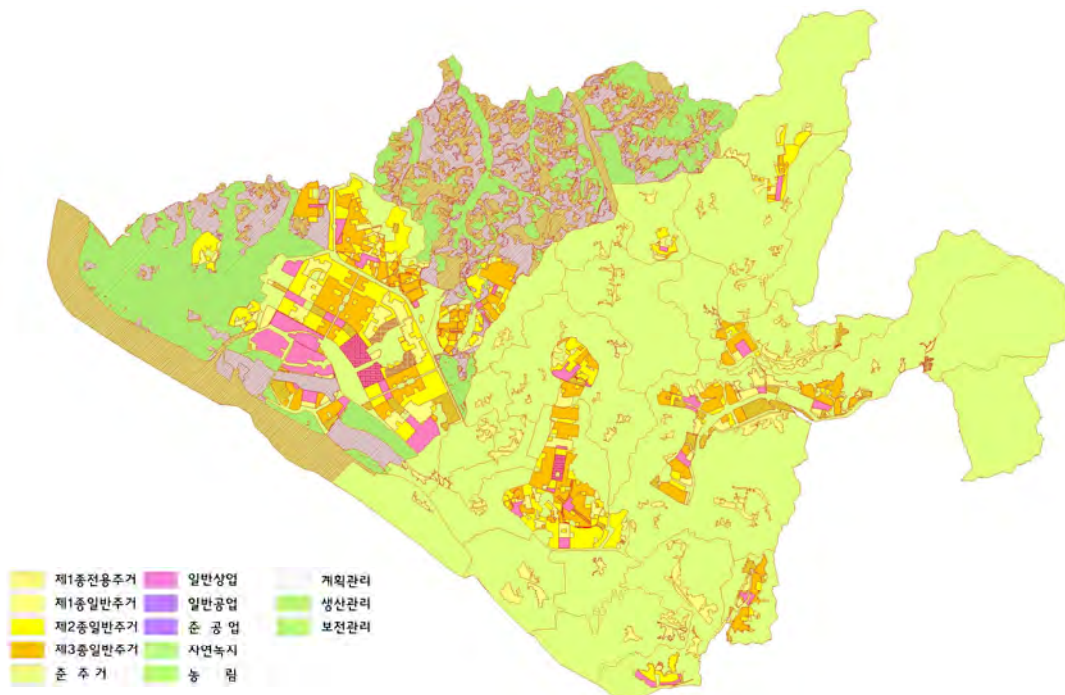 제1종전용주거
제1종일반주거
제2종일반주거
제3종일반주거
준 주 거
일반상업
일반공업
준 공 업
자연녹지
농 림
계획관리
생산관리
보전관리